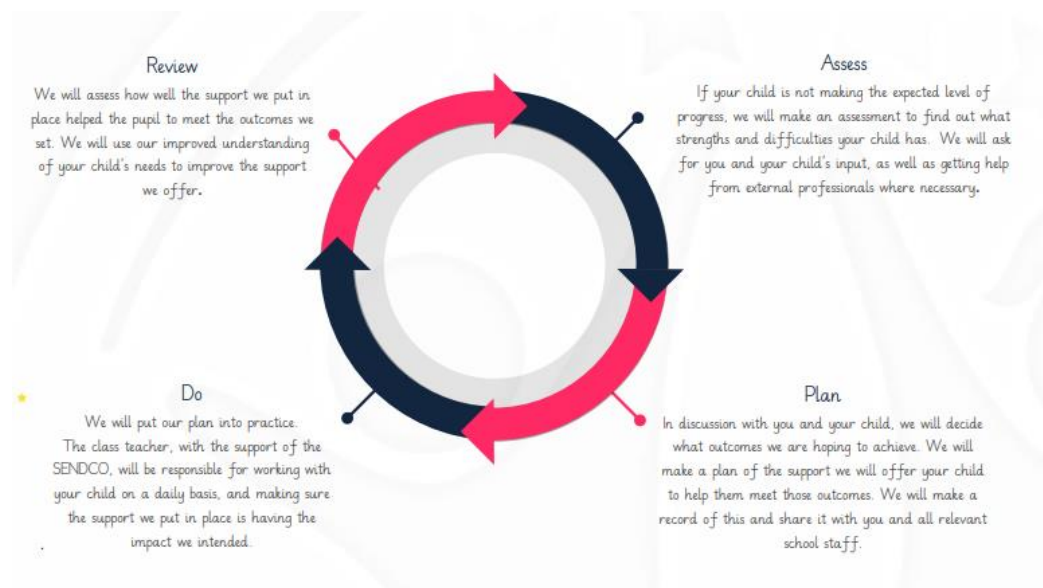 Review
We will assess how well the support we put in
place helped the pupil to meet the outcomes we
set. We will use our improved understanding
of your child's needs to improve the support
we offer.
Assess
If your child is not making the expected level of
progress, we will make an assessment to find out what
strengths and difficulties your child has. We will ask
for you and your child's input, as well as getting help
from external professionals where necessary.
Do
We will put our plan into practice.
The class teacher, with the support of the
SENDCO, will be responsible for working with
your child on a daily basis, and making sure
the support we put in place is having the
impact we intended.
Plan
In discussion with you and your child, we will decide
what outcomes we are hoping to achieve. We will
make a plan of the support we will offer your child
to help them meet those outcomes. We will make a
record of this and share it with you and all relevant
school staff.